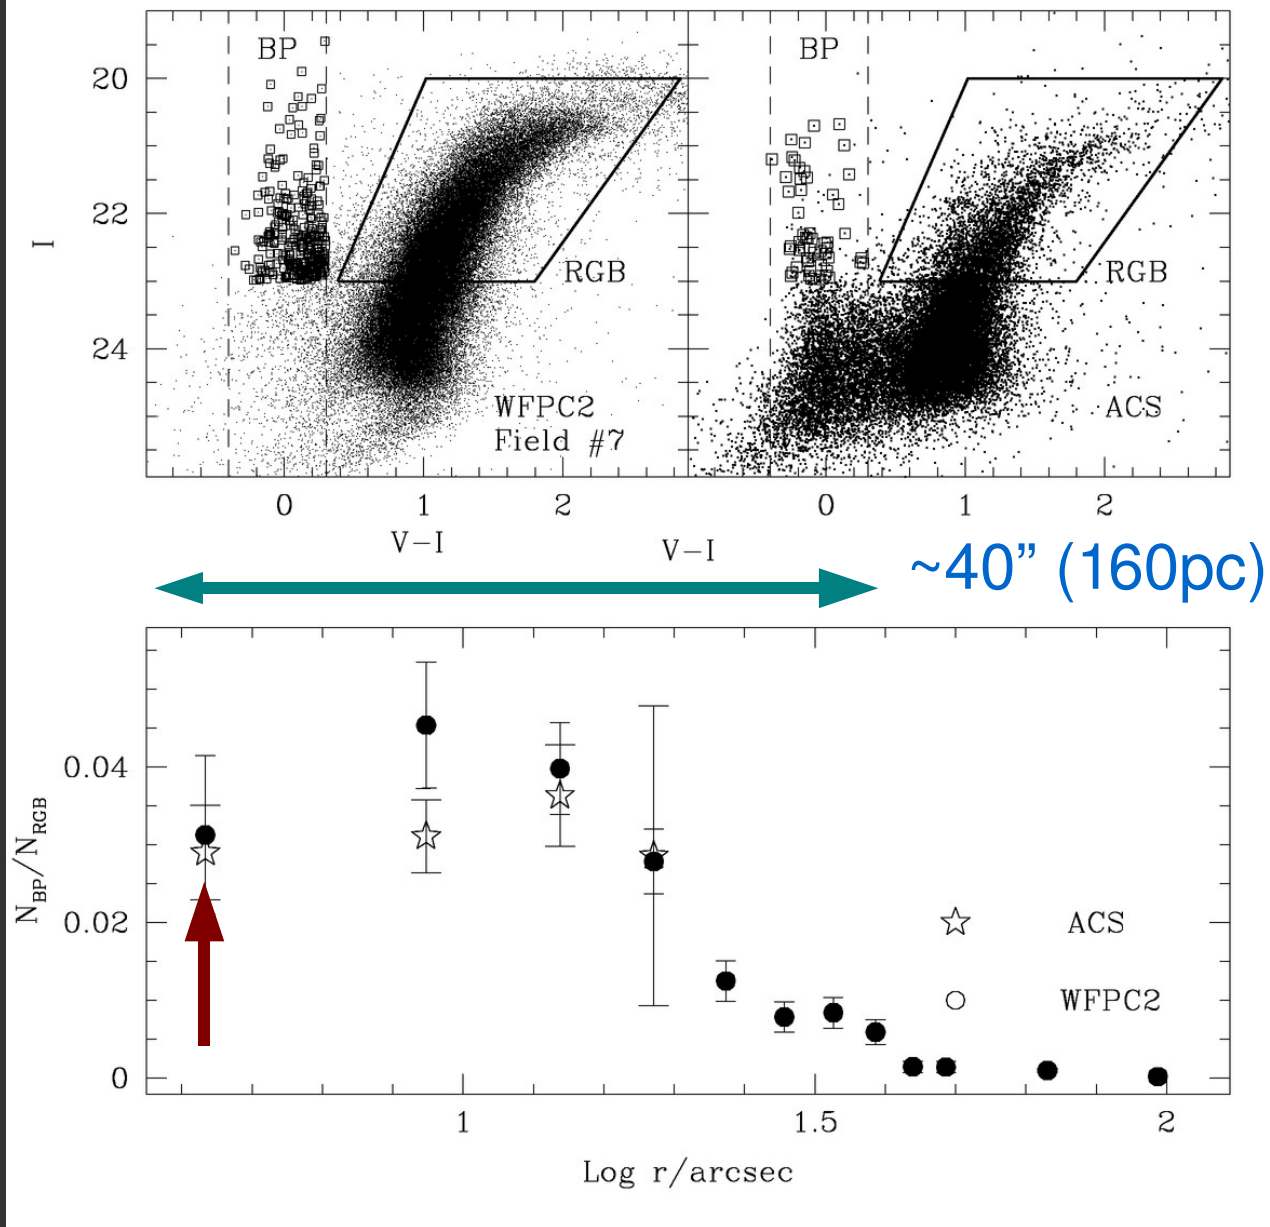 BP
BP
20
22
24
I
RGB
RGB
WFPC2
Field #7
ACS
0
1
2
0
1
2
V-I
V-I
~40” (160pc)
0.04
0.02
0
N_BP/N_RGB
ACS
WFPC2
1
1.5
2
Log r/arcsec